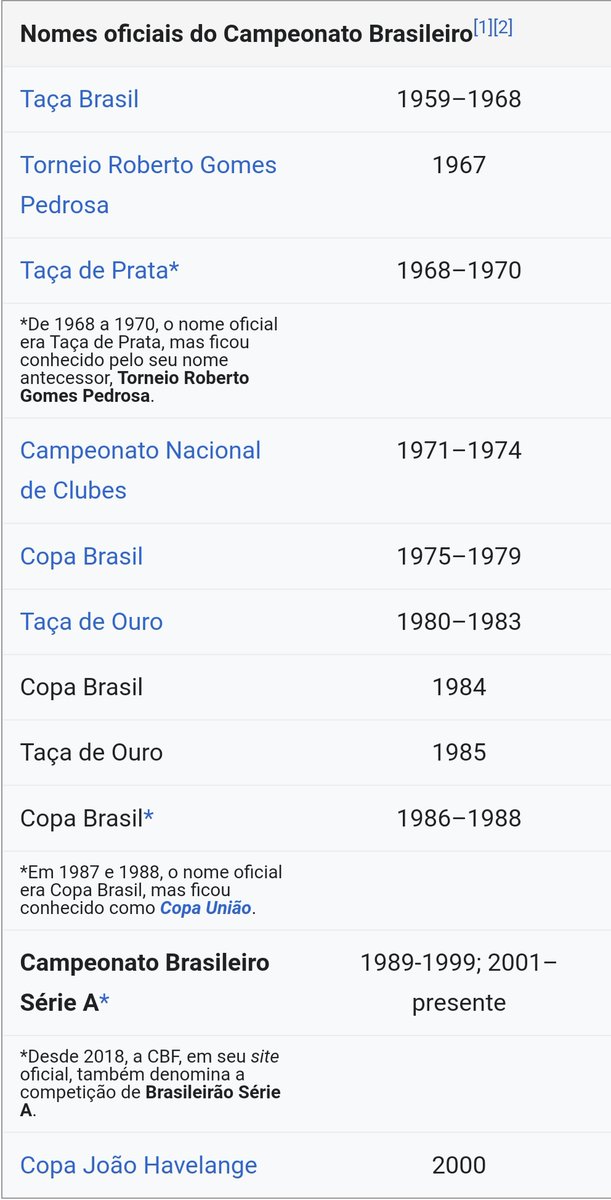 Nomes oficiais do Campeonato Brasileiro[1][2]
Taça Brasil 1959–1968
Torneio Roberto Gomes 1967
Pedrosa
Taça de Prata* 1968–1970
*De 1968 a 1970, o nome oficial
era Taça de Prata, mas ficou
conhecido pelo seu nome
antecessor, Torneio Roberto
Gomes Pedrosa.
Campeonato Nacional 1971–1974
de Clubes
Copa Brasil 1975–1979
Taça de Ouro 1980–1983
Copa Brasil 1984
Taça de Ouro 1985
Copa Brasil* 1986–1988
*Em 1987 e 1988, o nome oficial
era Copa Brasil, mas ficou
conhecido como Copa União.
Campeonato Brasileiro 1989-1999; 2001–
Série A* presente
*Desde 2018, a CBF, em seu site
oficial, também denomina a
competição de Brasileirão Série
A.
Copa João Havelange 2000